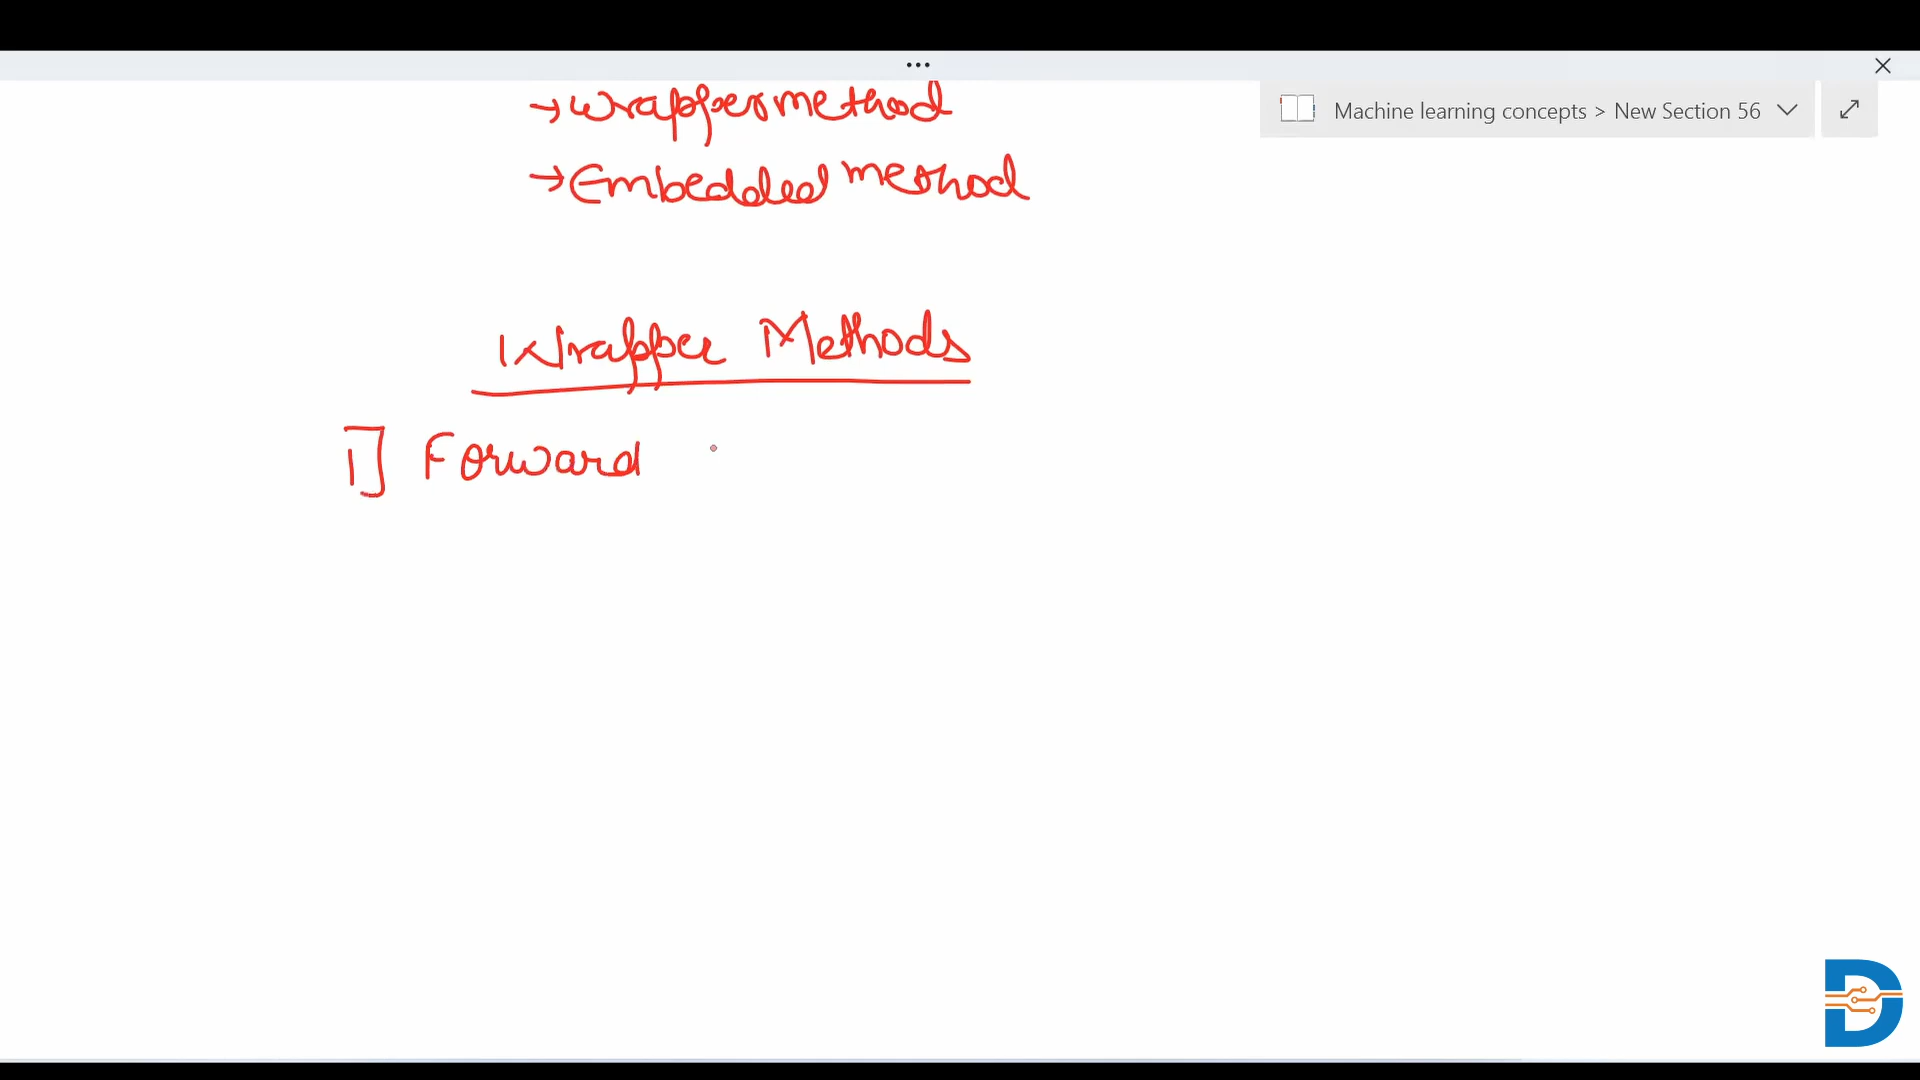 → wrapper method
→ Embedded method
Machine learning concepts > New Section 56
Wrapper Methods
1] Forward